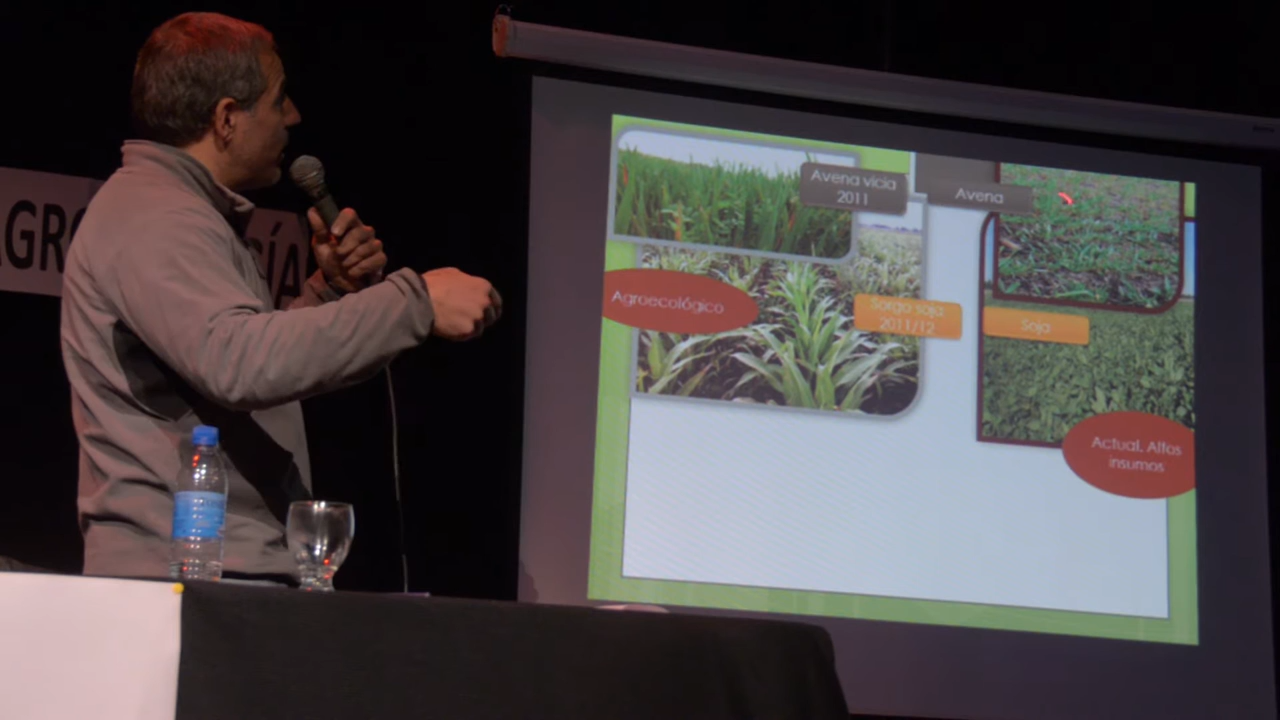 AGRO
ÍA
Avena vicia
2011
Avena
Agroecológico
Sorgo soja
2011/12
Soja
Actual. Altos
insumos